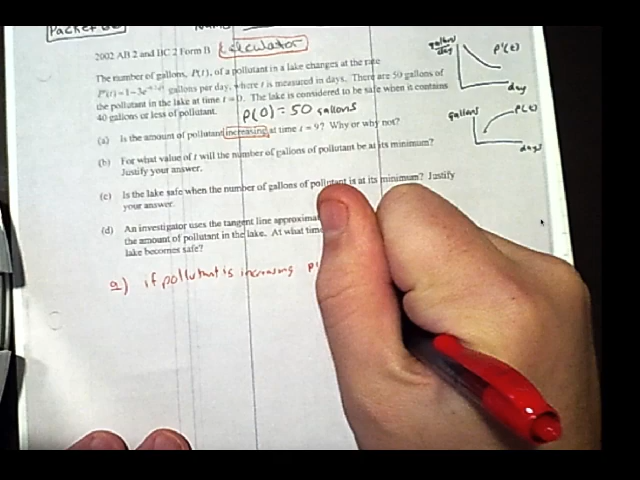 Packet
2002 AB 2 and BC 2 Form B Calculator
The number of gallons, P(t), of a pollutant in a lake changes at the rate
gallons per day, where t is measured in days. There are 50 gallons of
the pollutant in the lake at time t = 0. The lake is considered to be safe when it contains
40 gallons or less of pollutant. P(0) = 50 gallons
(a) Is the amount of pollutant increasing at time t = 9? Why or why not?
(b) For what value of t will the number of gallons of pollutant be at its minimum?
Justify your answer.
(c) Is the lake safe when the number of gallons of pollutant is at its minimum? Justify
your answer.
(d) An investigator uses the tangent line
the amount of pollutant in the lake. At what time
lake becomes safe?
a) if pollutant is increasing P'
gallons/day
P'(t)
day
gallons
P(t)
days